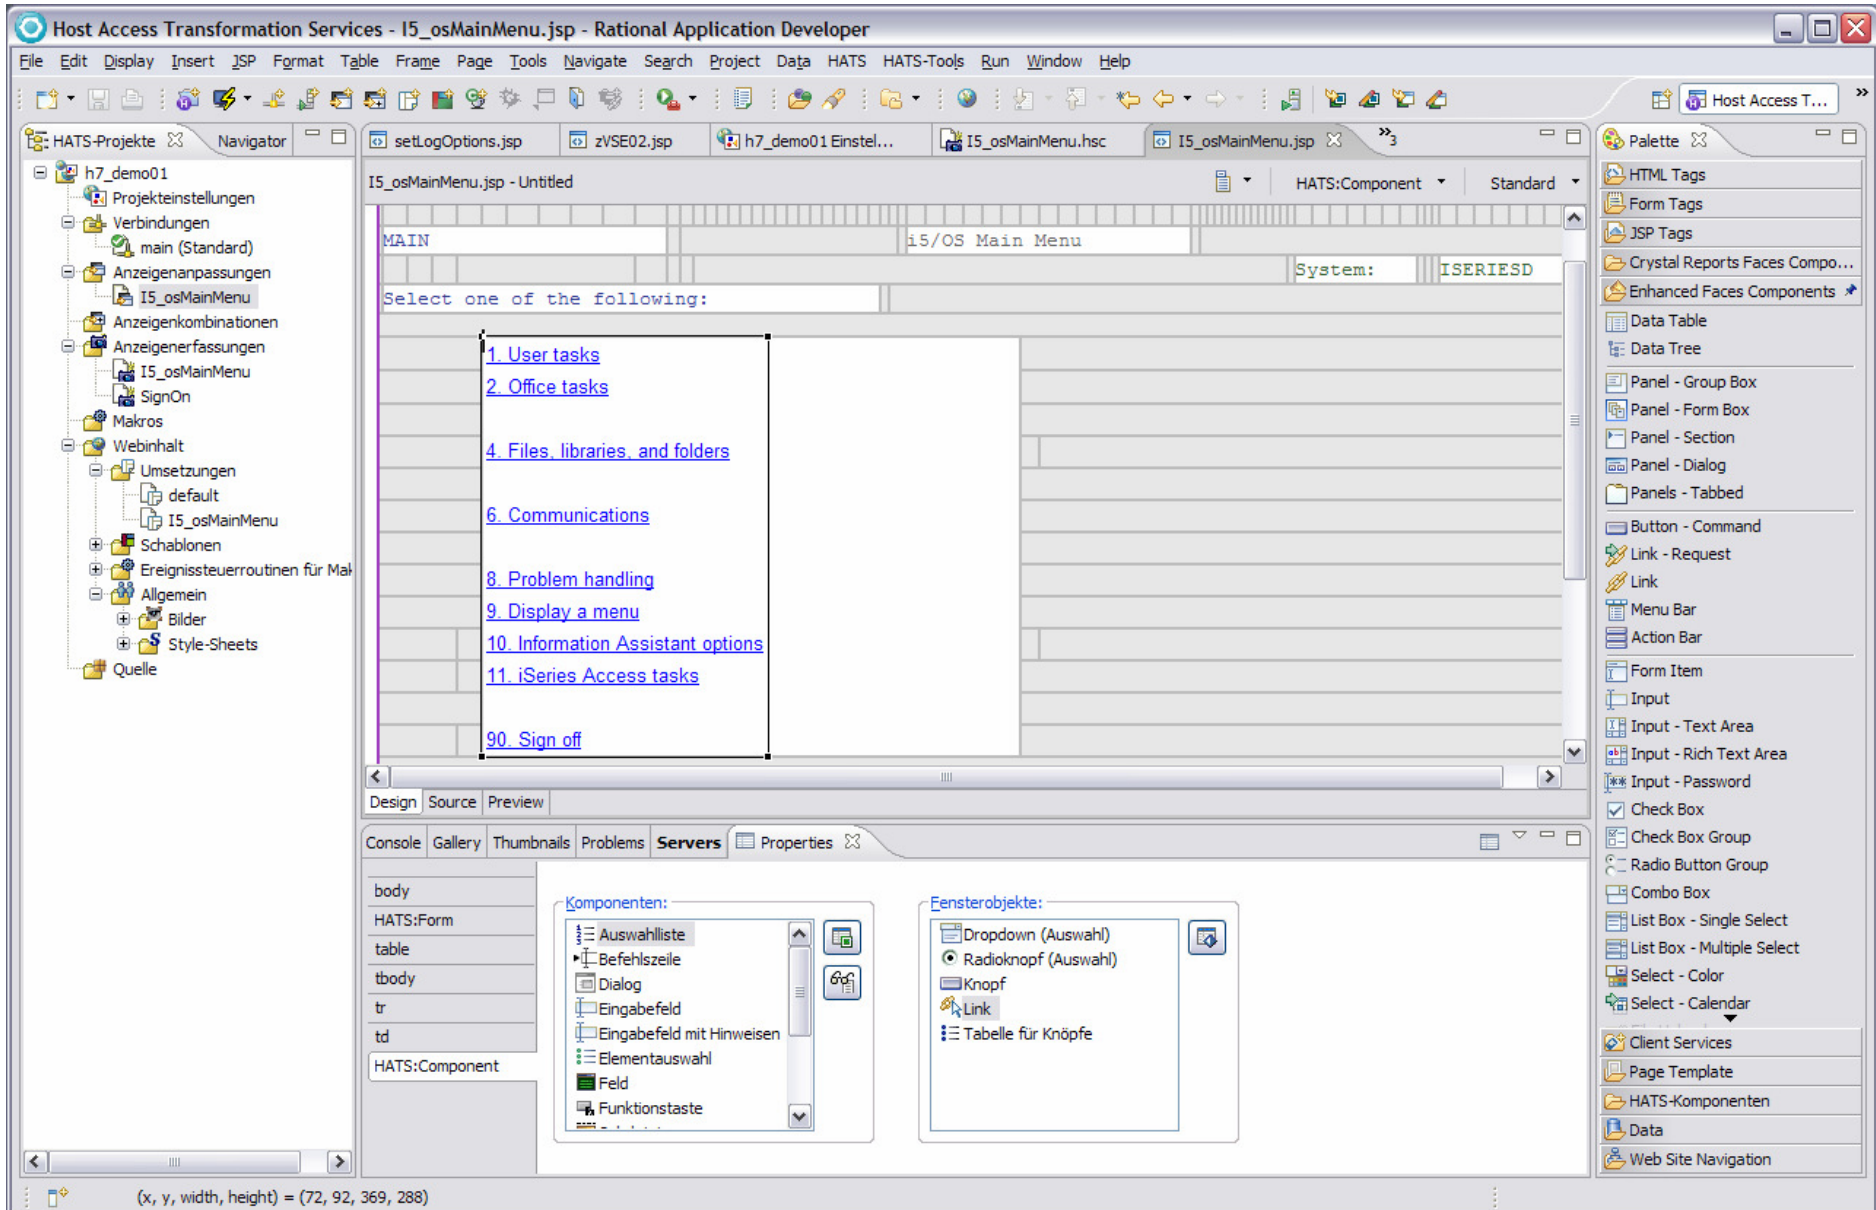 Host Access Transformation Services - I5_osMainMenu.jsp - Rational Application Developer
File Edit Display Insert JSP Format Table Frame Page Tools Navigate Search Project Data HATS HATS-Tools Run Window Help
Host Access T... »
HATS-Projekte Navigator
h7_demo01
Projekteinstellungen
Verbindungen
main (Standard)
Anzeigenanpassungen
I5_osMainMenu
Anzeigenkombinationen
Anzeigenerfassungen
I5_osMainMenu
SignOn
Makros
Webinhalt
Umsetzungen
default
I5_osMainMenu
Schablonen
Ereignissteuerroutinen für Mak
Allgemein
Bilder
Style-Sheets
Quelle
setLogOptions.jsp zVSE02.jsp h7_demo01 Einstel... I5_osMainMenu.hsc I5_osMainMenu.jsp »3
I5_osMainMenu.jsp - Untitled HATS:Component Standard
MAIN i5/OS Main Menu
System: ISERIESD
Select one of the following:
1. User tasks
2. Office tasks
4. Files, libraries, and folders
6. Communications
8. Problem handling
9. Display a menu
10. Information Assistant options
11. iSeries Access tasks
90. Sign off
Design Source Preview
Console Gallery Thumbnails Problems Servers Properties
body
HATS:Form
table
tbody
tr
td
HATS:Component
Komponenten:
Auswahlliste
Befehlszeile
Dialog
Eingabefeld
Eingabefeld mit Hinweisen
Elementauswahl
Feld
Funktionstaste
Fensterobjekte:
Dropdown (Auswahl)
Radioknopf (Auswahl)
Knopf
Link
Tabelle für Knöpfe
Palette
HTML Tags
Form Tags
JSP Tags
Crystal Reports Faces Compo...
Enhanced Faces Components
Data Table
Data Tree
Panel - Group Box
Panel - Form Box
Panel - Section
Panel - Dialog
Panels - Tabbed
Button - Command
Link - Request
Link
Menu Bar
Action Bar
Form Item
Input
Input - Text Area
Input - Rich Text Area
Input - Password
Check Box
Check Box Group
Radio Button Group
Combo Box
List Box - Single Select
List Box - Multiple Select
Select - Color
Select - Calendar
Client Services
Page Template
HATS-Komponenten
Data
Web Site Navigation
(x, y, width, height) = (72, 92, 369, 288)